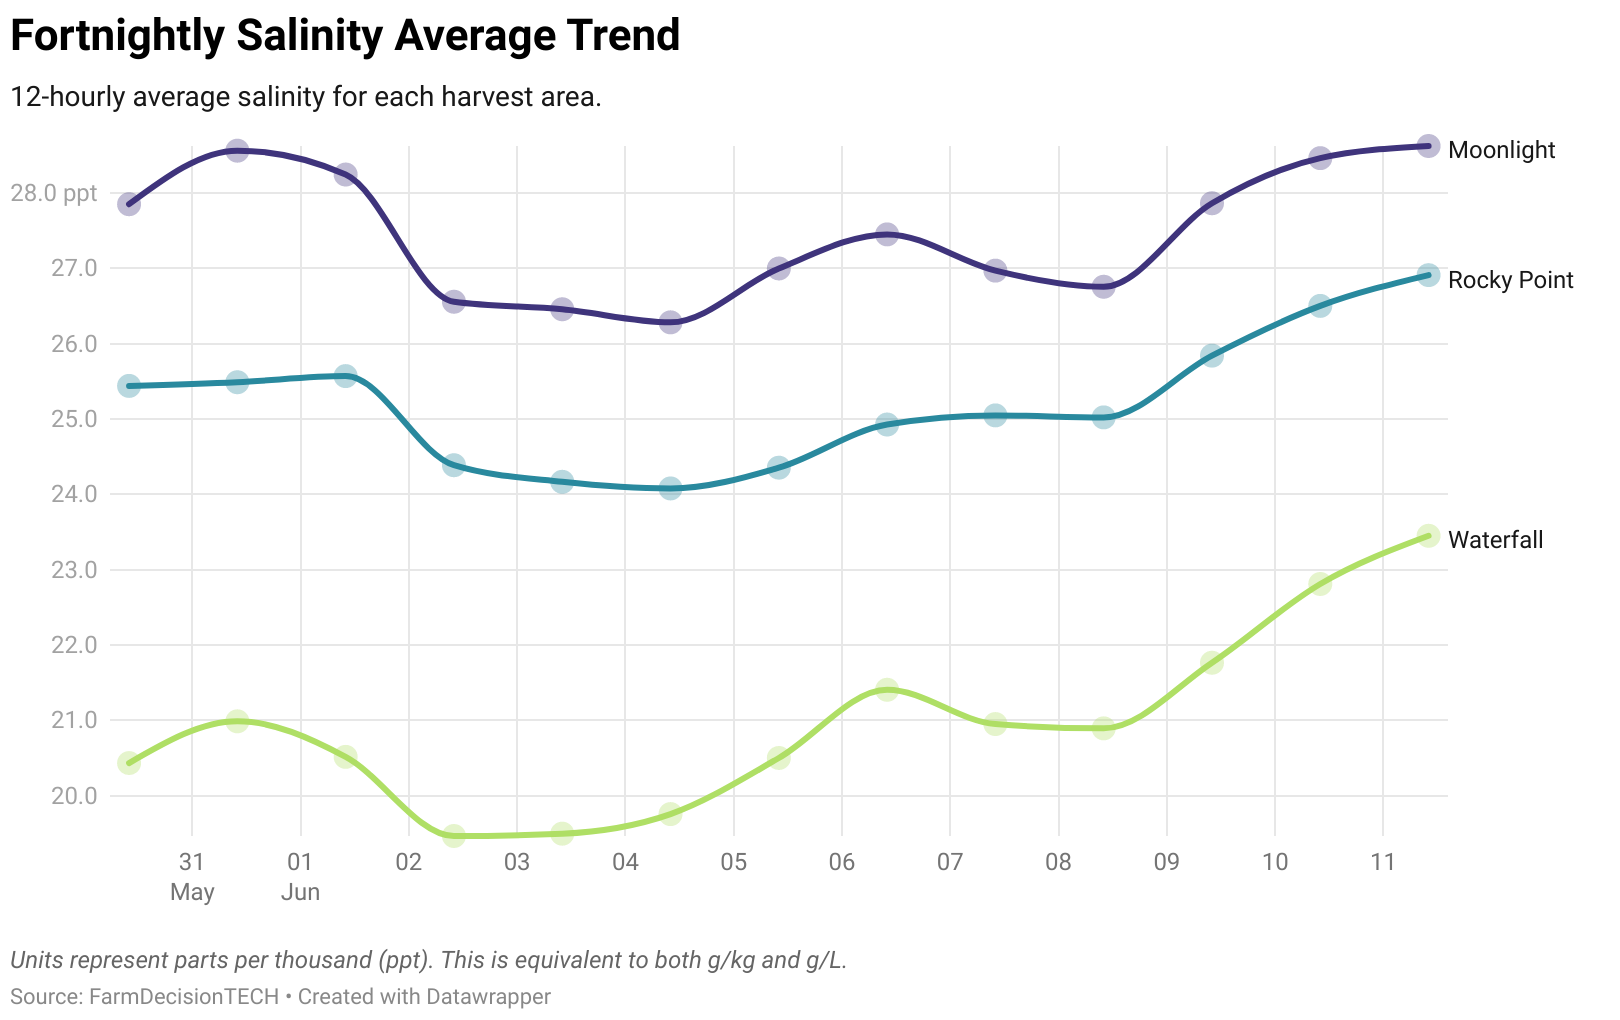 Fortnightly Salinity Average Trend
12-hourly average salinity for each harvest area.
Moonlight
28.0 ppt
27.0
Rocky Point
26.0
25.0
24.0
Waterfall
23.0
22.0
21.0
20.0
31 01 02 03 04 05 06 07 08 09 10 11
May Jun
Units represent parts per thousand (ppt). This is equivalent to both g/kg and g/L.
Source: FarmDecisionTECH • Created with Datawrapper